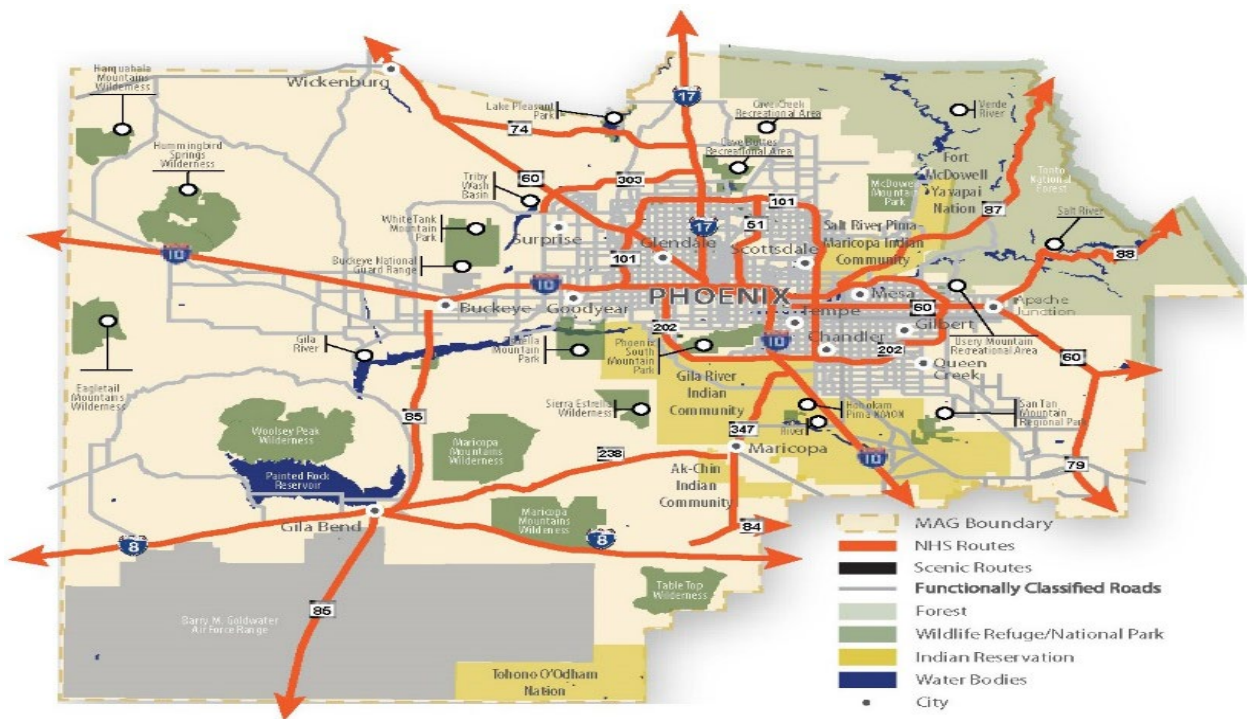 Harquahala
Mountains
Wilderness
Wickenburg
Lake Pleasant
Park
17
Cave Creek
Recreational Area
Verde
River
74
Hummingbird
Springs
Wilderness
Cave Buttes
Recreational Area
Fort
McDowell
Yavapai
Nation
Tonto
National
Forest
Triby
Wash
Basin
60
303
McDowell
Mountain
Park
101
87
Salt River
White Tank
Mountain
Park
Surprise
17
51
Glendale
Scottsdale
Salt River Pima-
Maricopa Indian
Community
88
10
Buckeye National
Guard Range
101
10
PHOENIX
Mesa
Buckeye
Goodyear
60
Apache
Junction
Tempe
Gilbert
202
Chandler
Gila
River
Mountain
Park
Phoenix
South
Mountain
Park
10
202
Usery Mountain
Recreational Area
60
Queen
Creek
Eagletail
Mountains
Wilderness
Gila River
Indian
Community
85
Sierra Estrella
Wilderness
River
San Tan
Mountain
Regional Park
Woolsey Peak
Wilderness
Maricopa
Mountains
Wilderness
347
Maricopa
238
10
79
Painted Rock
Reservoir
Ak-Chin
Indian
Community
Gila Bend
Maricopa
Mountains
Wilderness
84
8
8
Table Top
Wilderness
85
Barry M. Goldwater
Air Force Range
Tohono O'Odham
Nation
MAG Boundary
NHS Routes
Scenic Routes
Functionally Classified Roads
Forest
Wildlife Refuge/National Park
Indian Reservation
Water Bodies
City